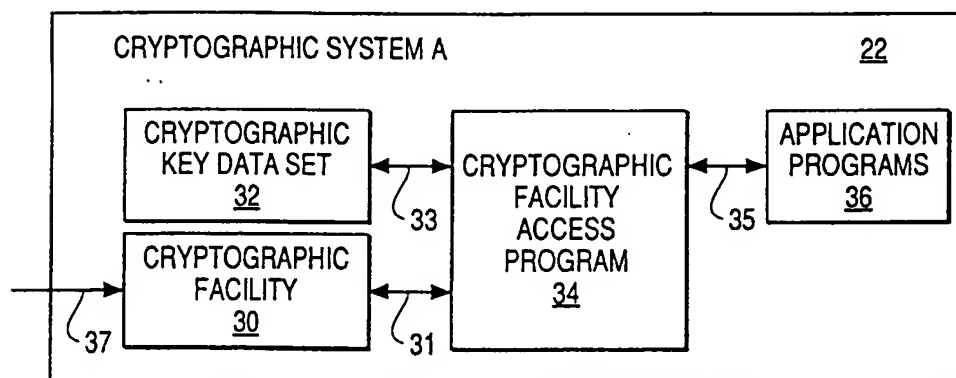 CRYPTOGRAPHIC SYSTEM A
22
CRYPTOGRAPHIC
KEY DATA SET
32
33
CRYPTOGRAPHIC
FACILITY
ACCESS
PROGRAM
34
35
APPLICATION
PROGRAMS
36
CRYPTOGRAPHIC
FACILITY
30
37
31